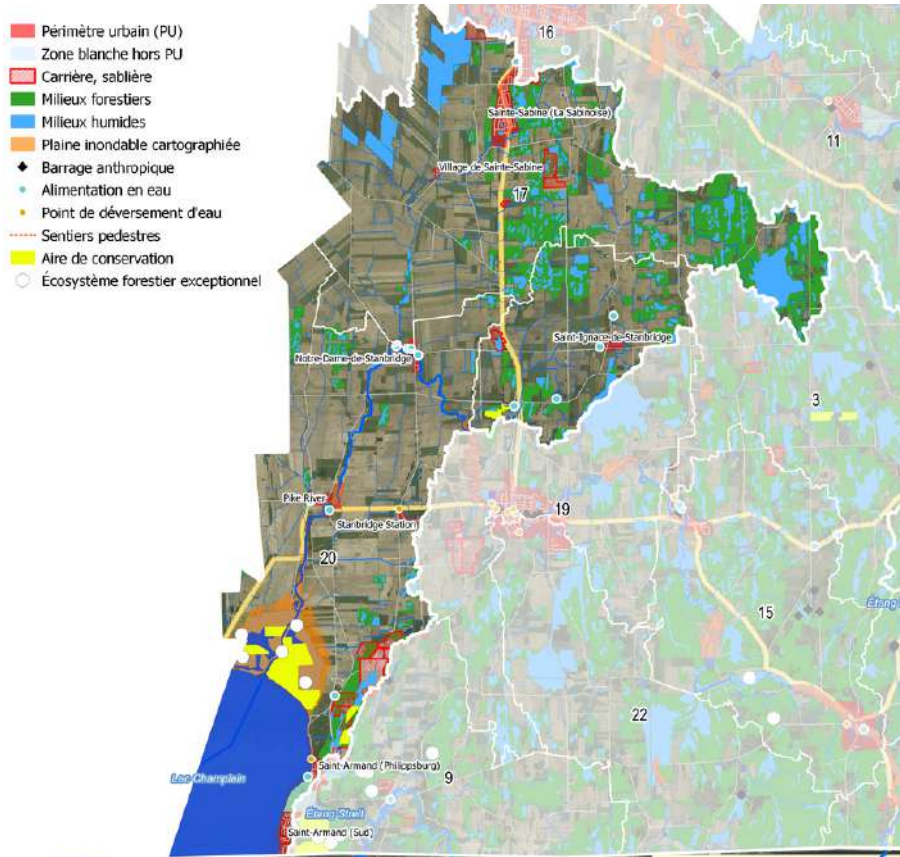 Périmètre urbain (PU)
Zone blanche hors PU
Carrière, sablière
Milieux forestiers
Milieux humides
Plaine inondable cartographiée
Barrage anthropique
Alimentation en eau
Point de déversement d'eau
Sentiers pedestres
Aire de conservation
Ecosystème forestier exceptionnel
16
Sainte-Sabine (La Sabinoise)
11
Village de Sainte-Sabine
17
Saint-Ignace-de-Stanbridge
Notre-Dame-de-Stanbridge
3
Pike River
19
Stanbridge Station
20
15
Étang
22
Saint-Armand (Philippsburg)
Lac Champlain
9
Étang Streit
Saint-Armand (Sud)